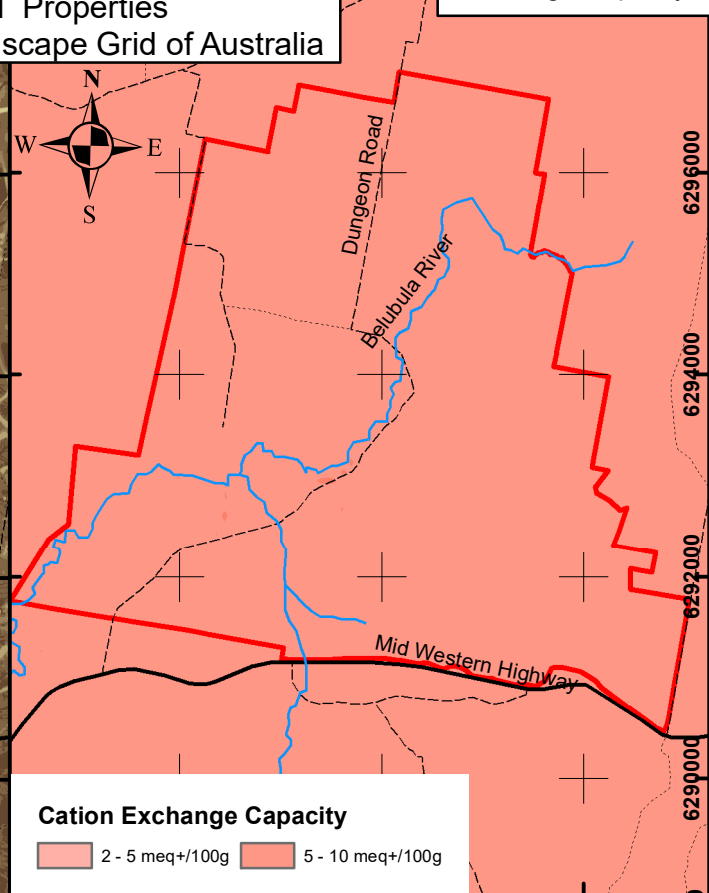 Properties
scape Grid of Australia
N
W
E
S
Dungeon Road
Belubula River
6296000
6294000
6292000
Mid Western Highway
6290000
Cation Exchange Capacity
2 - 5 meq+/100g
5 - 10 meq+/100g